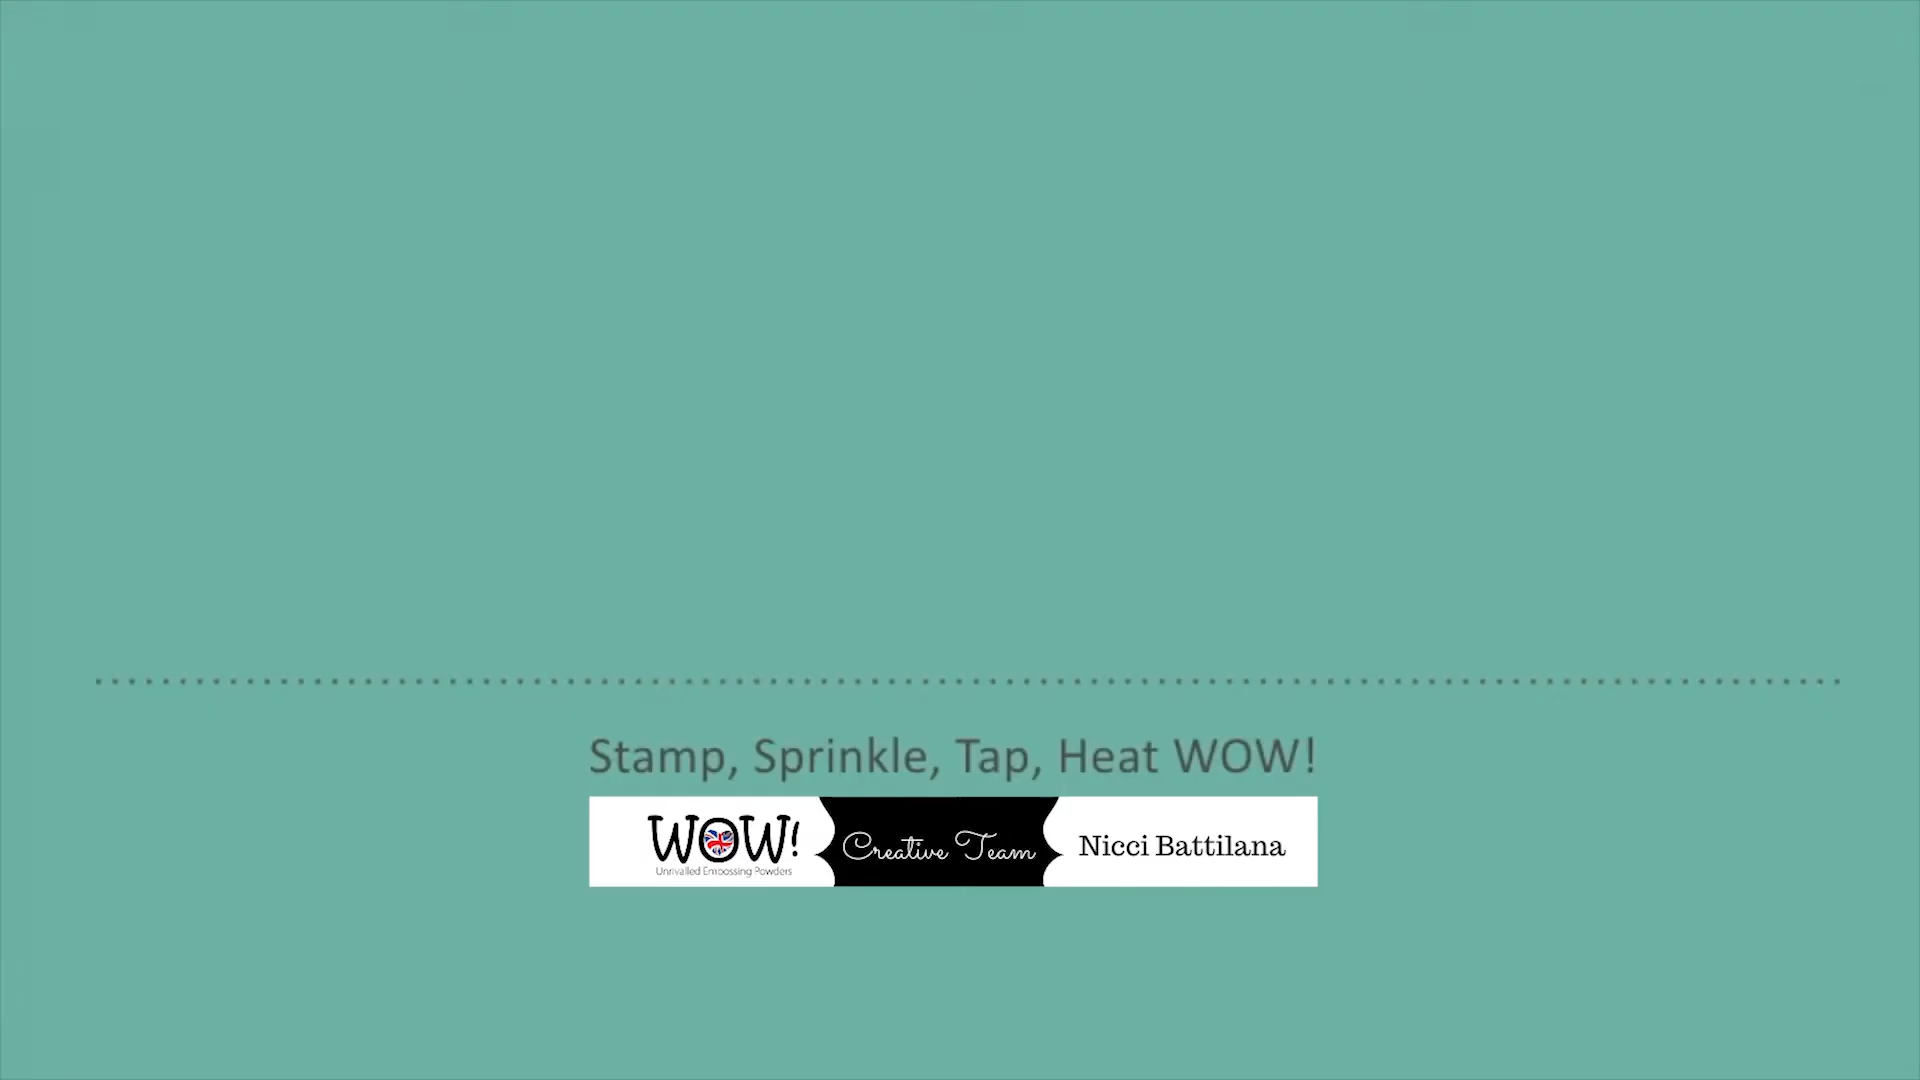 Stamp, Sprinkle, Tap, Heat WOW!
WOW!
Unrivalled Embossing Powders
Creative Team
Nicci Battilana